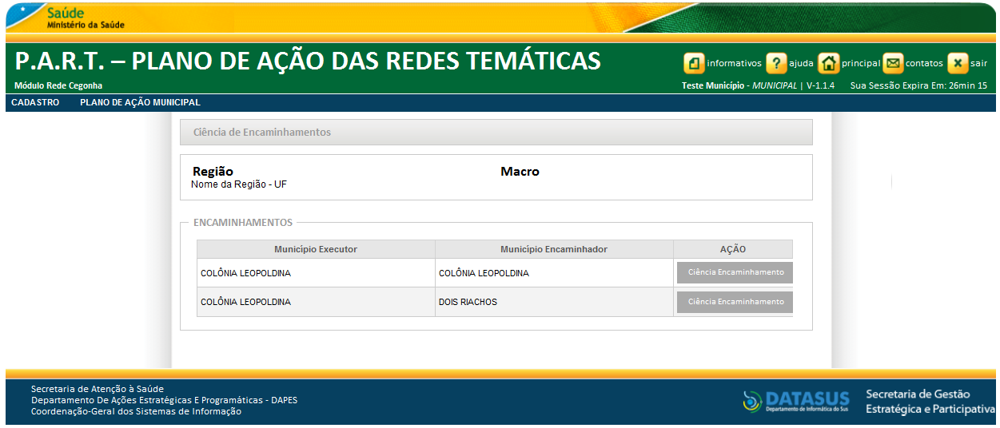 Saúde
Ministério da Saúde
P.A.R.T. – PLANO DE AÇÃO DAS REDES TEMÁTICAS
informativos ? ajuda principal contatos sair
Módulo Rede Cegonha
Teste Município - MUNICIPAL | V-1.1.4 Sua Sessão Expira Em: 26min 15
CADASTRO PLANO DE AÇÃO MUNICIPAL
Ciência de Encaminhamentos
Região Macro
Nome da Região - UF
ENCAMINHAMENTOS
Município Executor Município Encaminhador AÇÃO
COLÔNIA LEOPOLDINA COLÔNIA LEOPOLDINA Ciência Encaminhamento
COLÔNIA LEOPOLDINA DOIS RIACHOS Ciência Encaminhamento
Secretaria de Atenção à Saúde
Departamento De Ações Estratégicas E Programáticas - DAPES
Coordenação-Geral dos Sistemas de Informação
DATASUS
Departamento de Informática do Sus
Secretaria de Gestão
Estratégica e Participativa